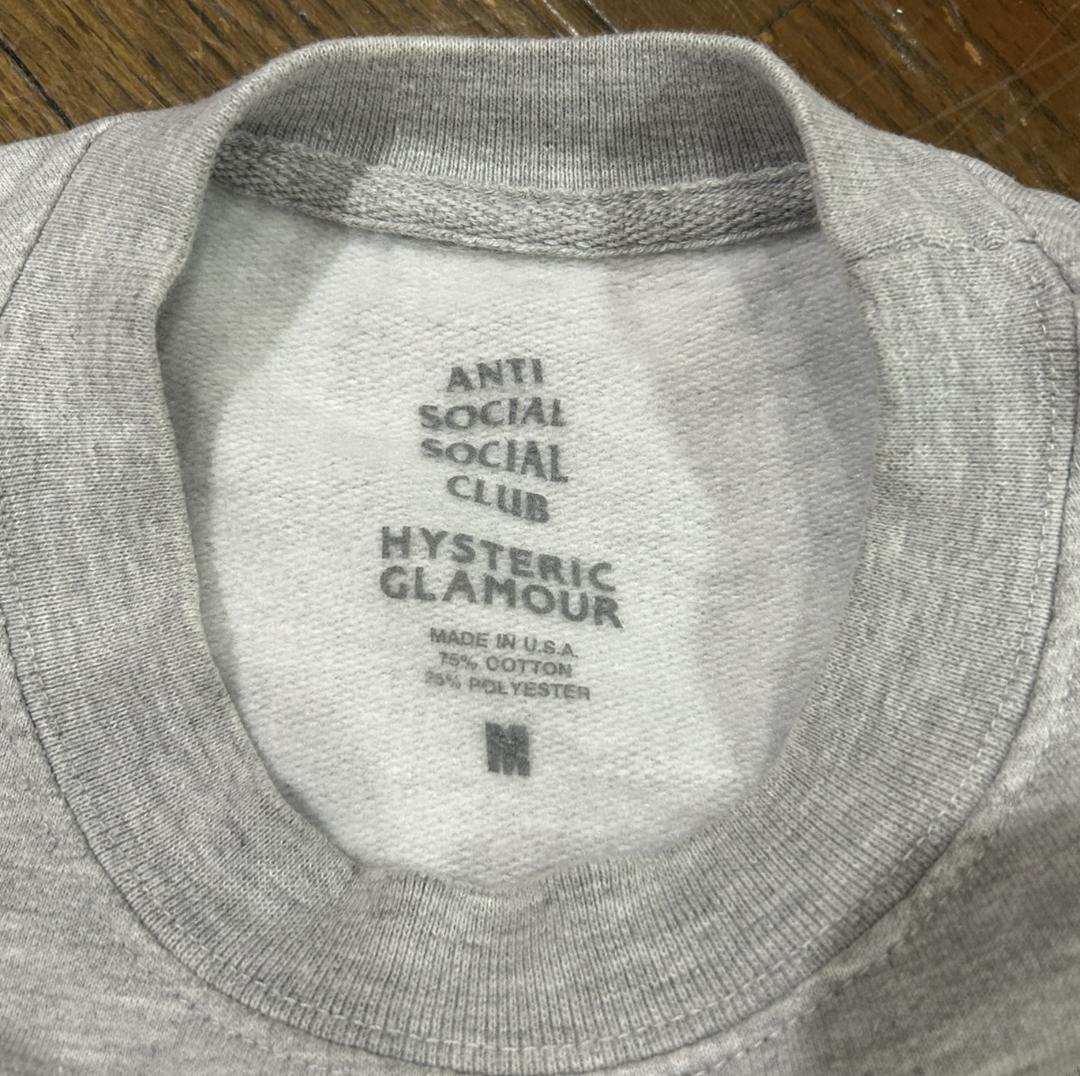 ANTI
SOCIAL
SOCIAL
CLUB
HYSTERIC
GLAMOUR
MADE IN U.S.A.
75% COTTON
25% POLYESTER
M